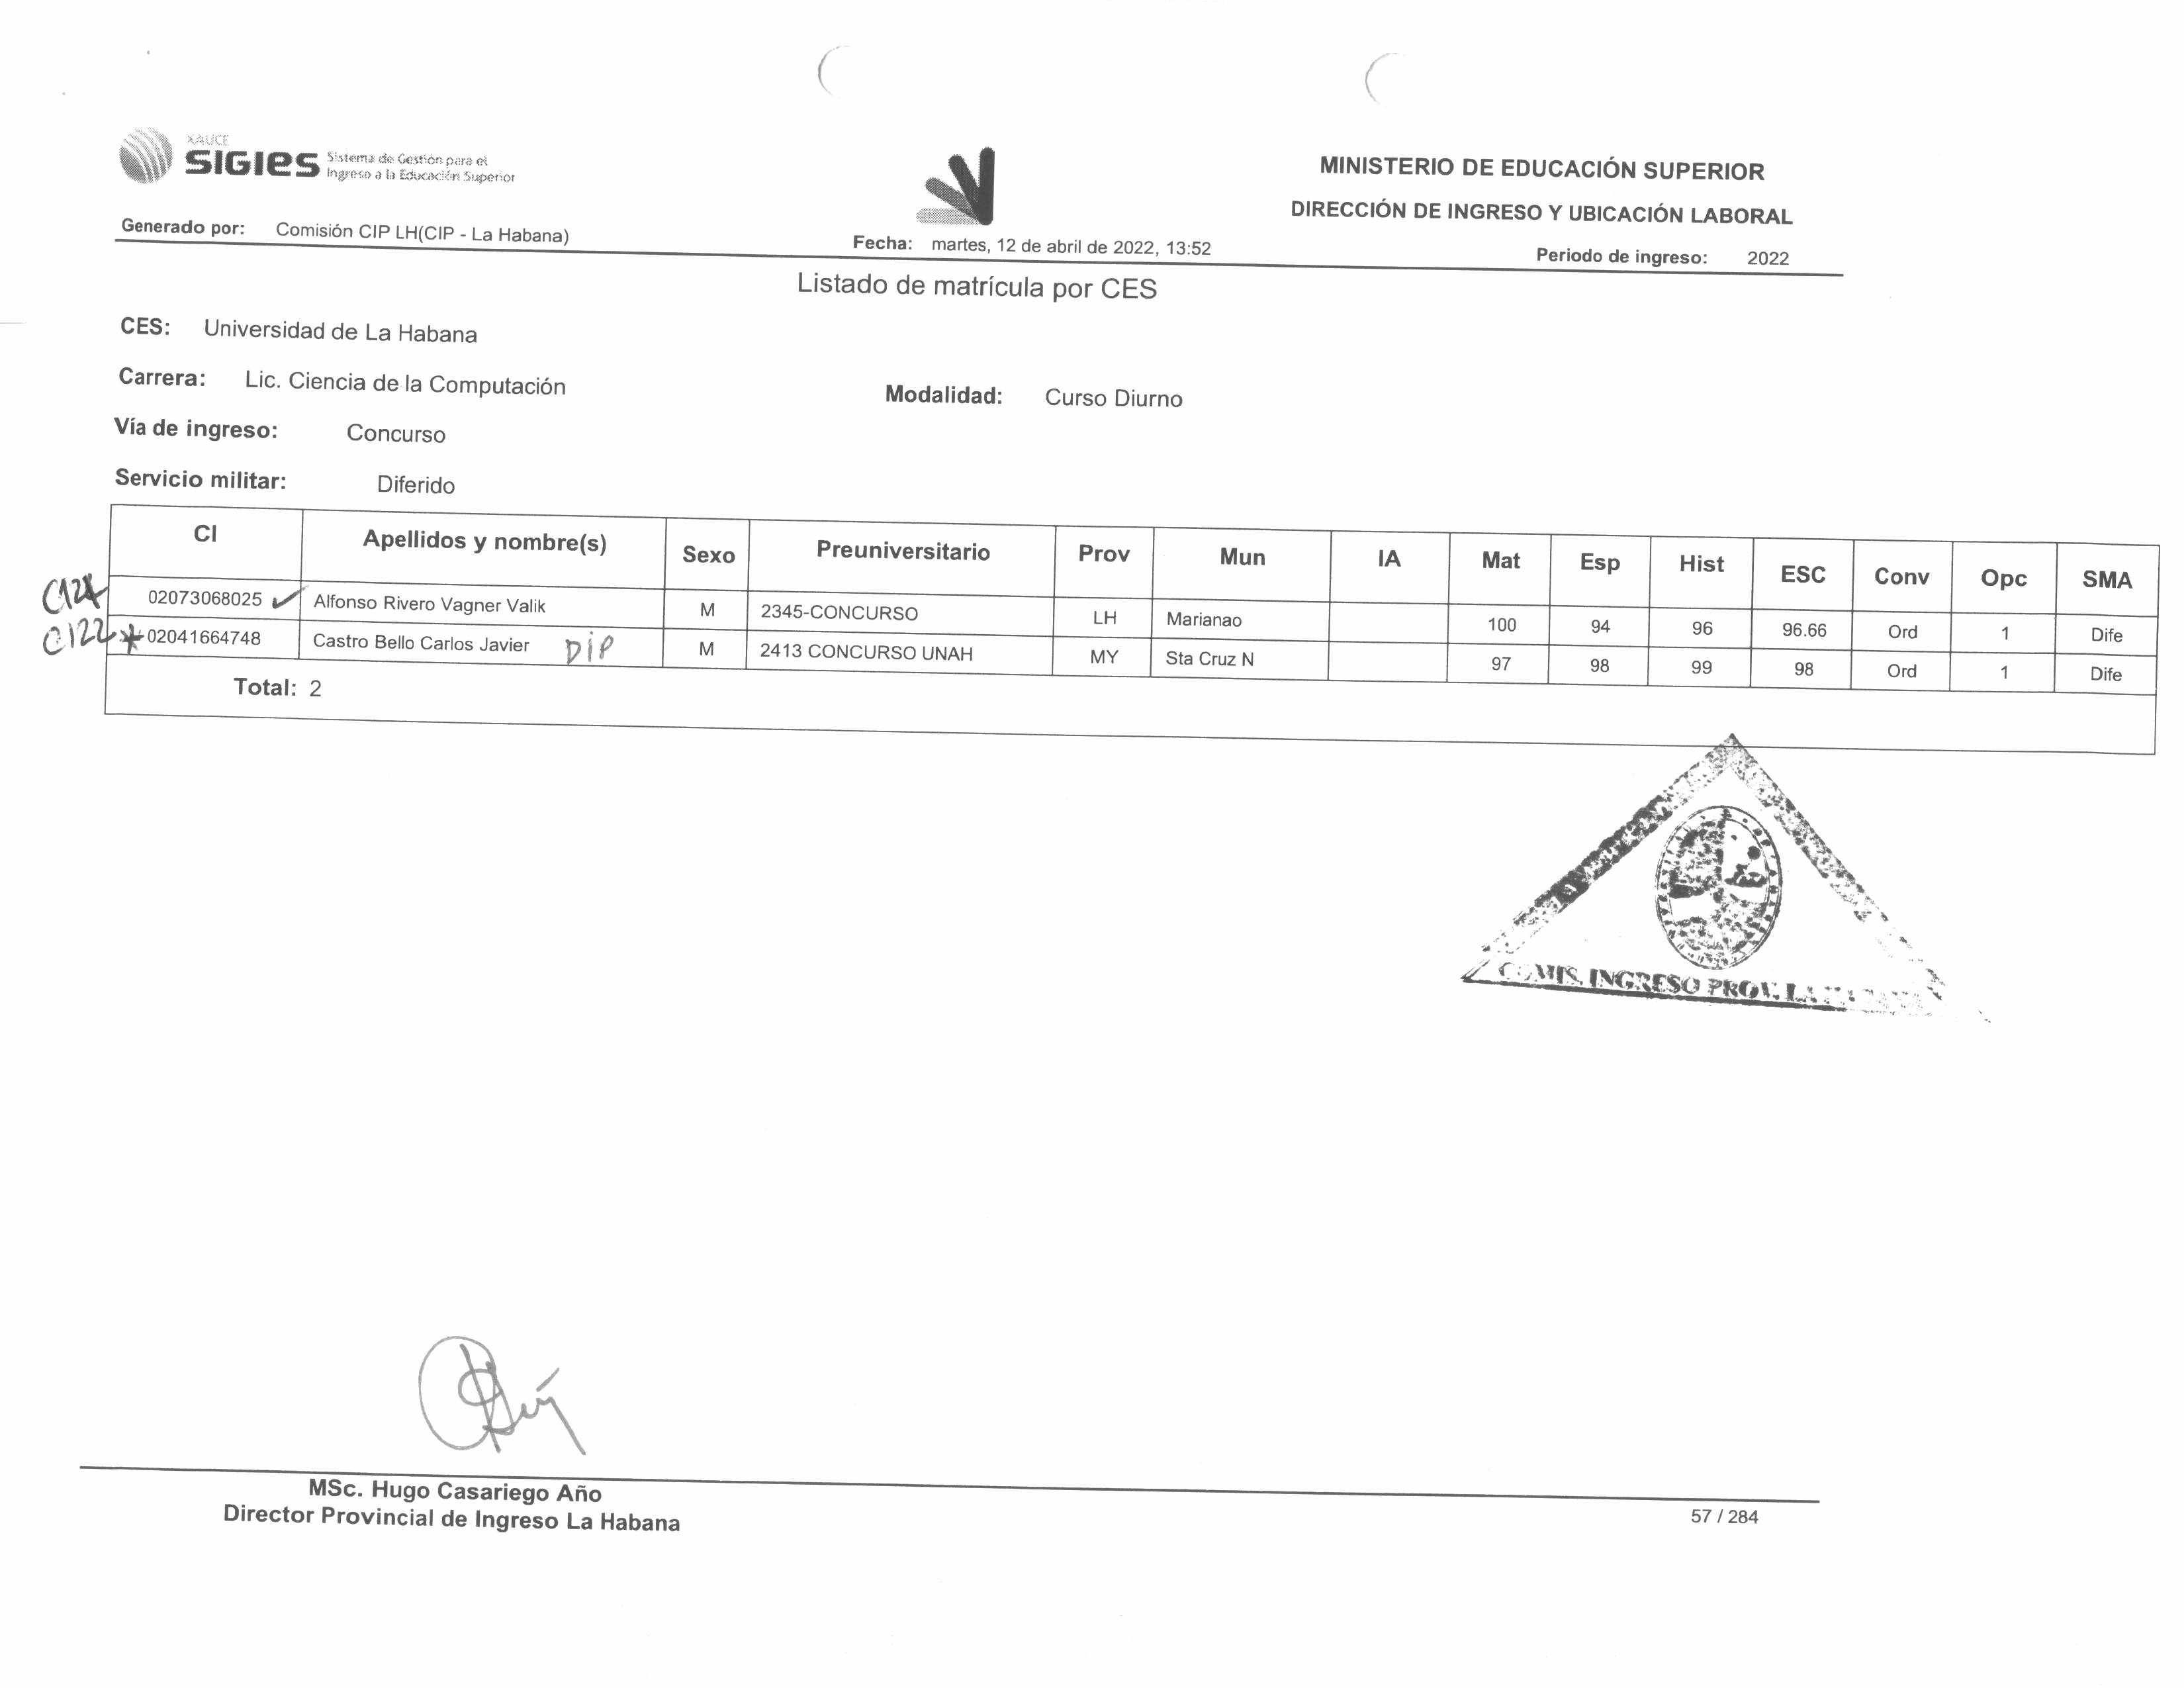 XAUCE
SIGIES Sistema de Gestión para el
Ingreso a la Educación Superior
MINISTERIO DE EDUCACIÓN SUPERIOR
DIRECCIÓN DE INGRESO Y UBICACIÓN LABORAL
Generado por: Comisión CIP LH(CIP - La Habana)
Fecha: martes, 12 de abril de 2022, 13:52
Periodo de ingreso: 2022
Listado de matrícula por CES
CES: Universidad de La Habana
Carrera: Lic. Ciencia de la Computación
Modalidad: Curso Diurno
Vía de ingreso: Concurso
Servicio militar: Diferido
CI Apellidos y nombre(s) Sexo Preuniversitario Prov Mun IA Mat Esp Hist ESC Conv Opc SMA
02073068025 ✓ Alfonso Rivero Vagner Valik M 2345-CONCURSO LH Marianao 100 94 96 96.66 Ord 1 Dife
C122 * 02041664748 Castro Bello Carlos Javier DIP M 2413 CONCURSO UNAH MY Sta Cruz N 97 98 99 98 Ord 1 Dife
Total: 2
COMIS. INGRESO PROV. LA
MSc. Hugo Casariego Año
Director Provincial de Ingreso La Habana
57 / 284